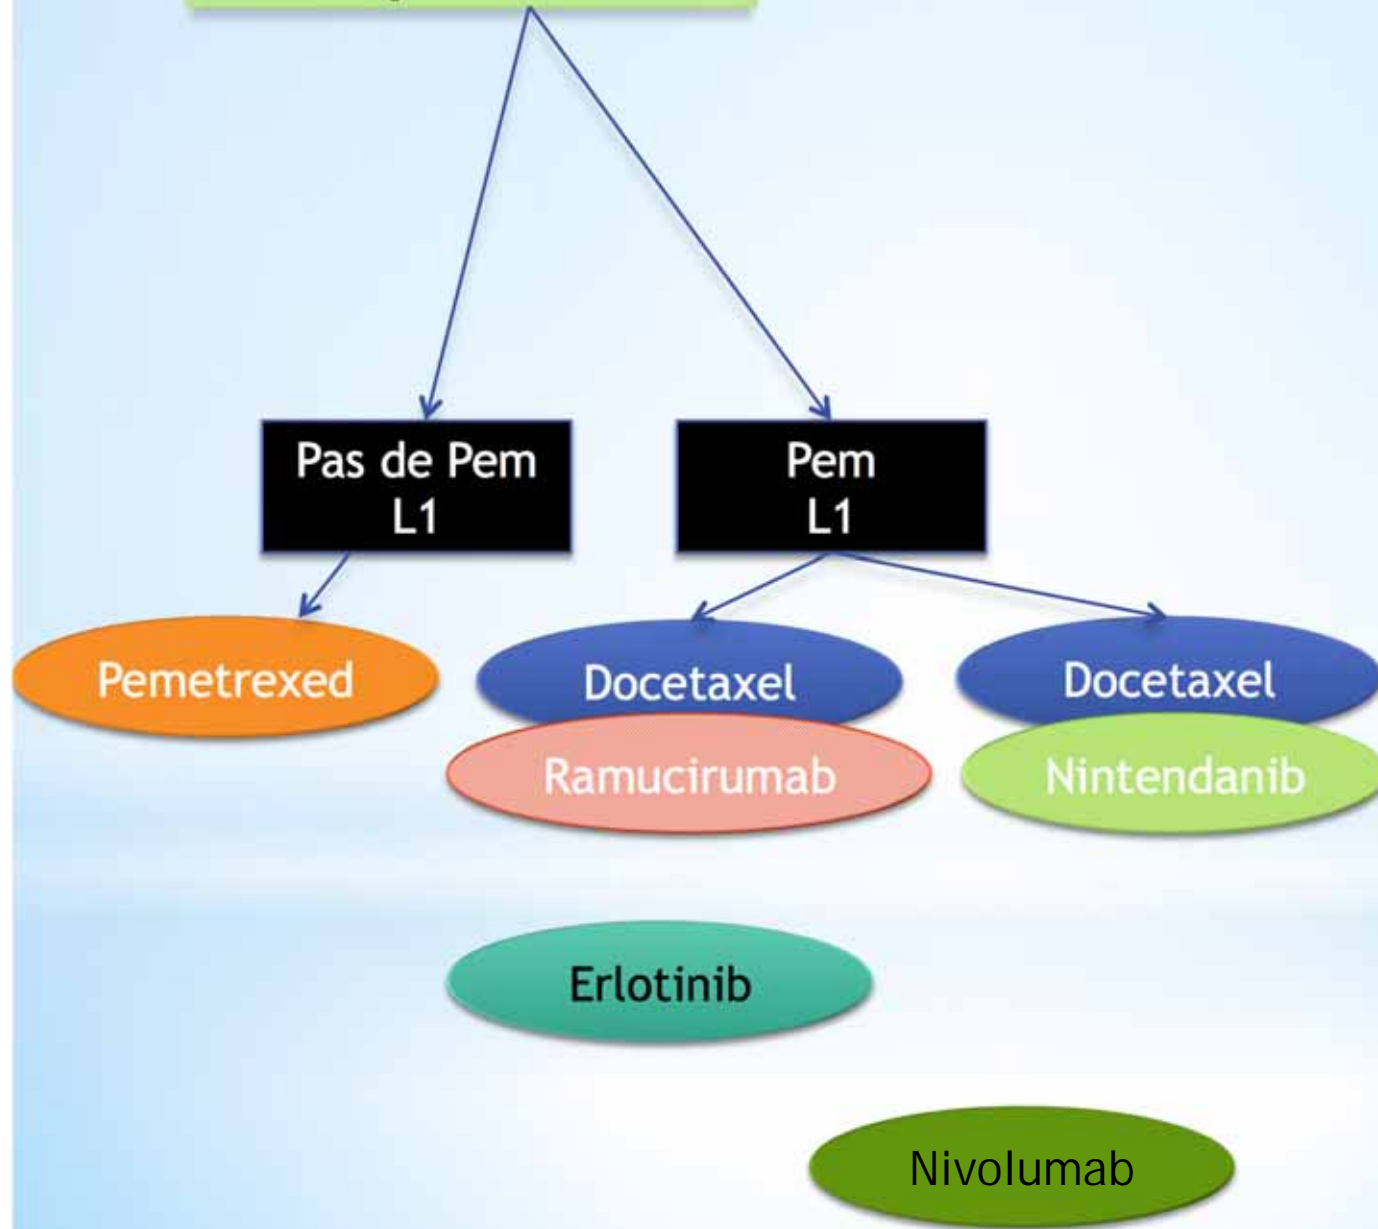 Pas de Pem
L1
Pem
L1
Pemetrexed
Docetaxel
Docetaxel
Ramucirumab
Nintendanib
Erlotinib
Nivolumab